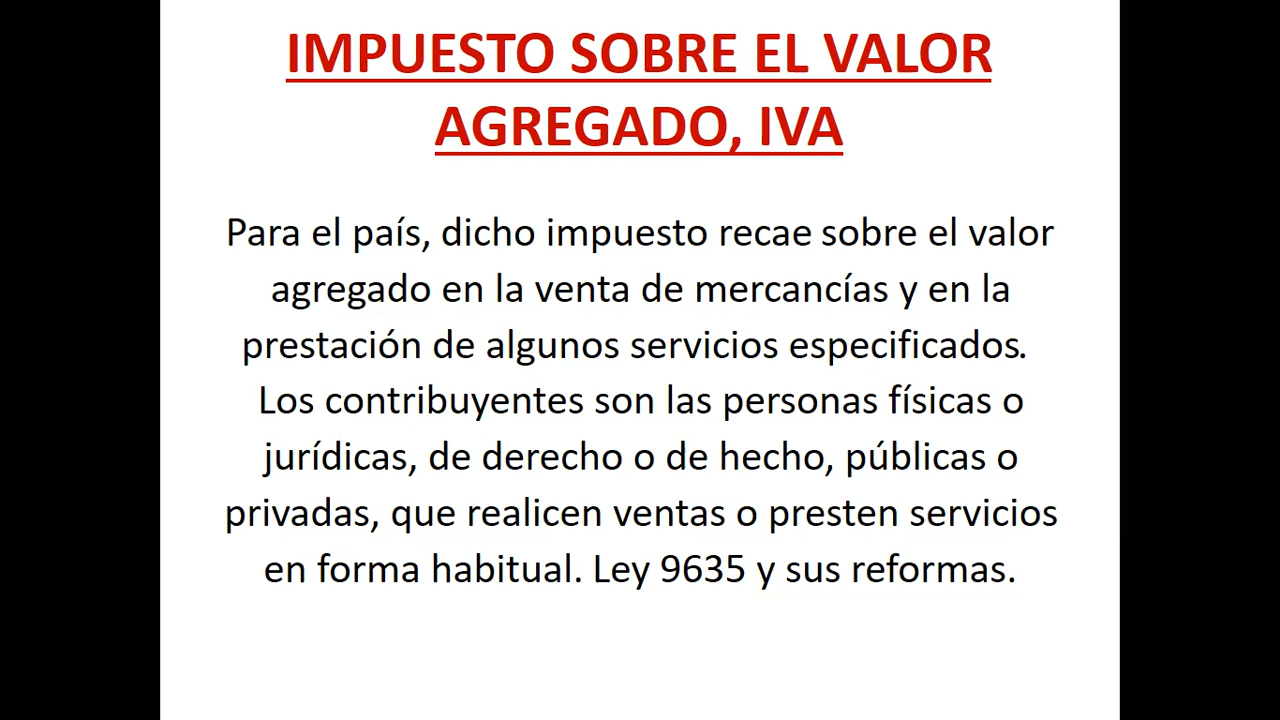 IMPUESTO SOBRE EL VALOR
AGREGADO, IVA
Para el país, dicho impuesto recae sobre el valor
agregado en la venta de mercancías y en la
prestación de algunos servicios especificados.
Los contribuyentes son las personas físicas o
jurídicas, de derecho o de hecho, públicas o
privadas, que realicen ventas o presten servicios
en forma habitual. Ley 9635 y sus reformas.